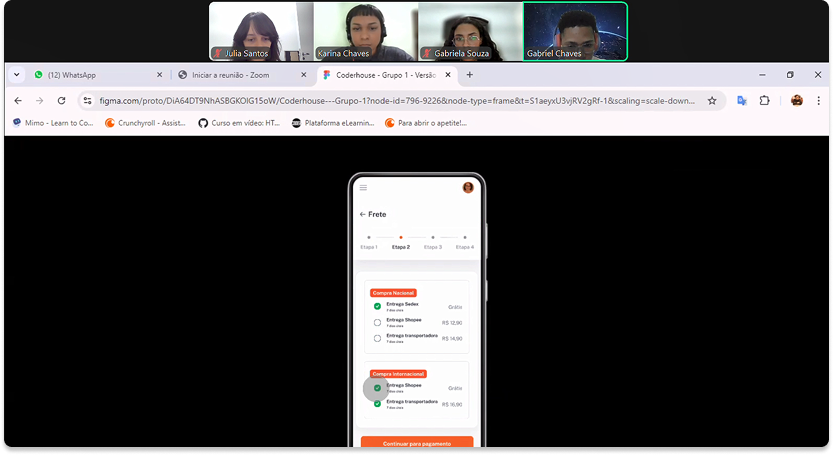 Julia Santos
Karina Chaves
Gabriela Souza
Gabriel Chaves
(12) WhatsApp
Iniciar a reunião - Zoom
Coderhouse - Grupo 1 - Versão
figma.com/proto/DiA64DT9NhASBGKOIG15oW/Coderhouse---Grupo-1?node-id=796-9226&node-type=frame&t=S1aeyxU3vjRV2gRf-1&scaling=scale-down...
Mimo - Learn to Co...
Crunchyroll - Assist...
Curso em vídeo: HT...
Plataforma eLearnin...
Para abrir o apetite!...
Frete
Etapa 1
Etapa 2
Etapa 3
Etapa 4
Compra Nacional
Entrega Sedex
Grátis
Entrega Shopee
7 dias úteis
R$ 12,90
Entrega transportadora
7 dias úteis
R$ 14,90
Compra Internacional
Entrega Shopee
7 dias úteis
Grátis
Entrega transportadora
7 dias úteis
R$ 16,90
Continuar para pagamento